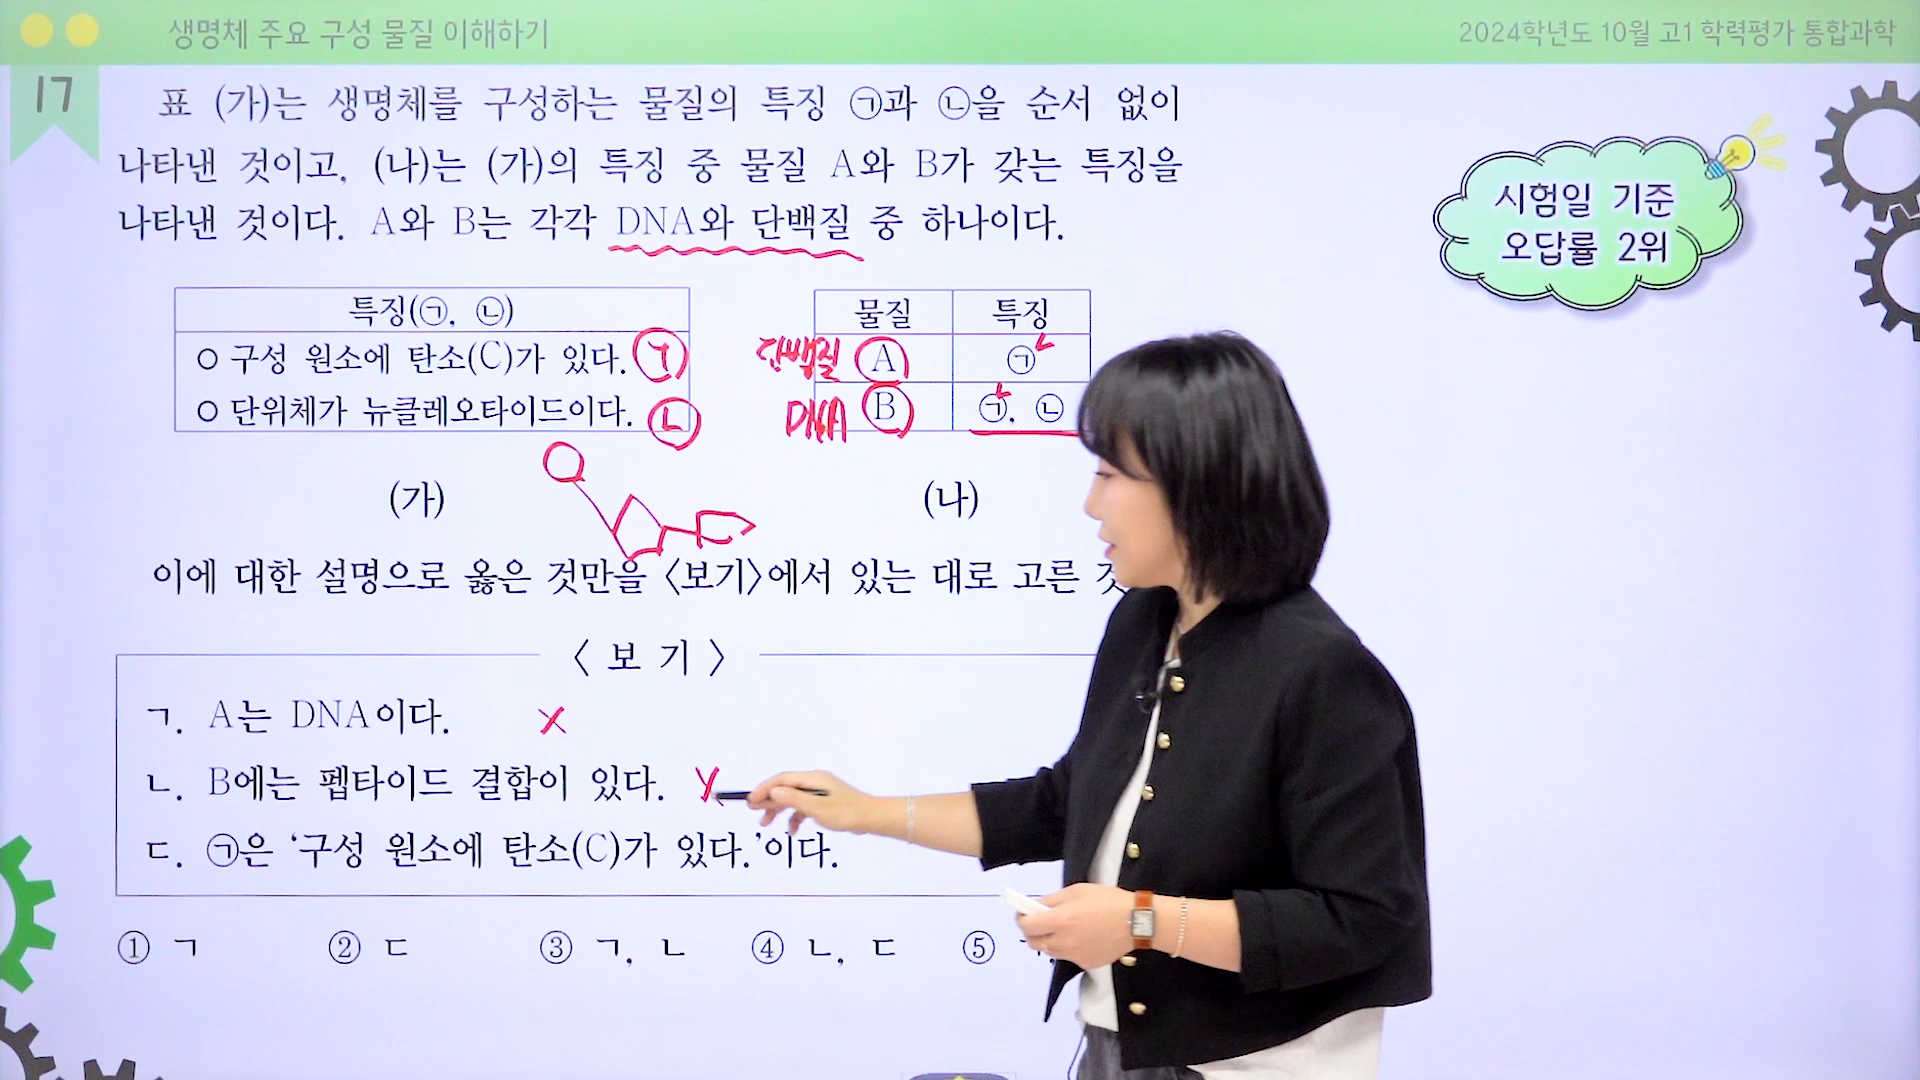 생명체 주요 구성 물질 이해하기
2024학년도 10월 고1 학력평가 통합과학
17
표 (가)는 생명체를 구성하는 물질의 특징 ㉠과 ㉡을 순서 없이
나타낸 것이고, (나)는 (가)의 특징 중 물질 A와 B가 갖는 특징을
나타낸 것이다. A와 B는 각각 DNA와 단백질 중 하나이다.
시험일 기준
오답률 2위
특징(㉠, ㉡)
○ 구성 원소에 탄소(C)가 있다. ㄱ
○ 단위체가 뉴클레오타이드이다. ㄴ
(가)
물질 특징
단백질 A ㉠
DNA B ㉠, ㉡
(나)
이에 대한 설명으로 옳은 것만을 〈보기〉에서 있는 대로 고른
〈 보 기 〉
ㄱ. A는 DNA이다. X
ㄴ. B에는 펩타이드 결합이 있다. X
ㄷ. ㉠은 ‘구성 원소에 탄소(C)가 있다.’이다.
① ㄱ ② ㄷ ③ ㄱ, ㄴ ④ ㄴ, ㄷ ⑤